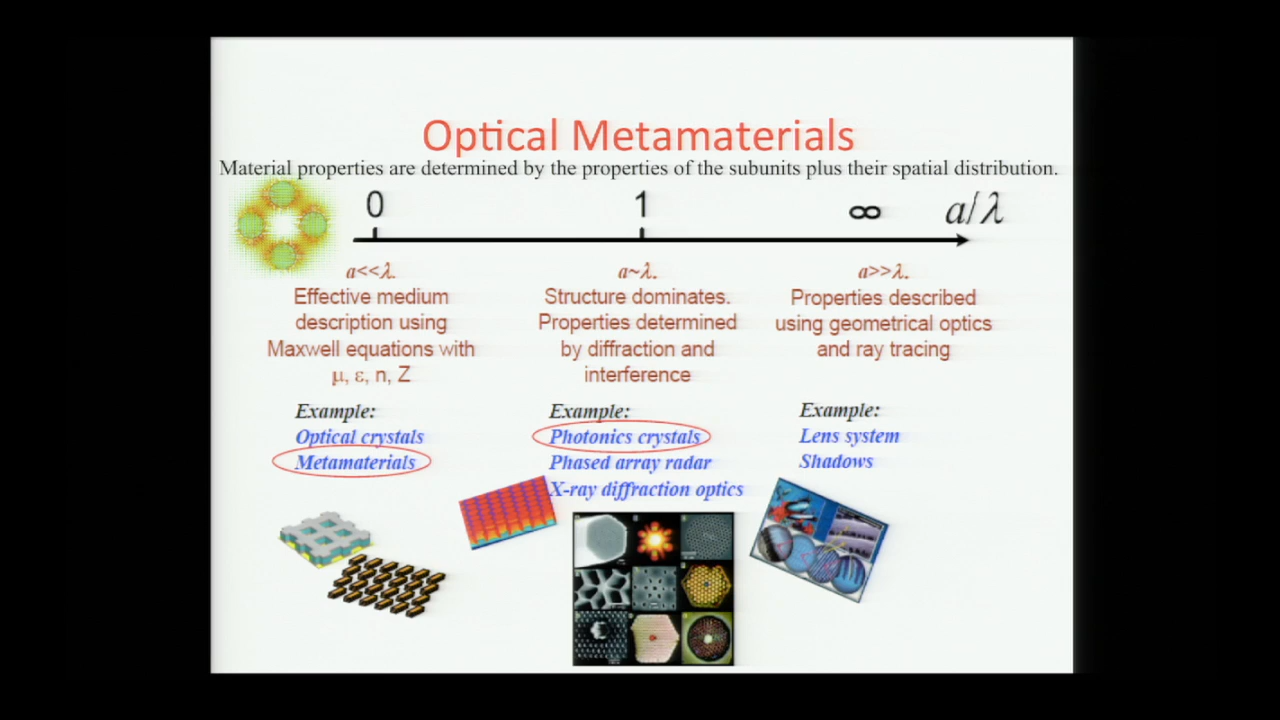 Optical Metamaterials
Material properties are determined by the properties of the subunits plus their spatial distribution.
0 1 ∞ a/λ
a<<λ.
Effective medium
description using
Maxwell equations with
μ, ε, n, Z
Example:
Optical crystals
Metamaterials
a~λ.
Structure dominates.
Properties determined
by diffraction and
interference
Example:
Photonics crystals
Phased array radar
X-ray diffraction optics
a>>λ.
Properties described
using geometrical optics
and ray tracing
Example:
Lens system
Shadows